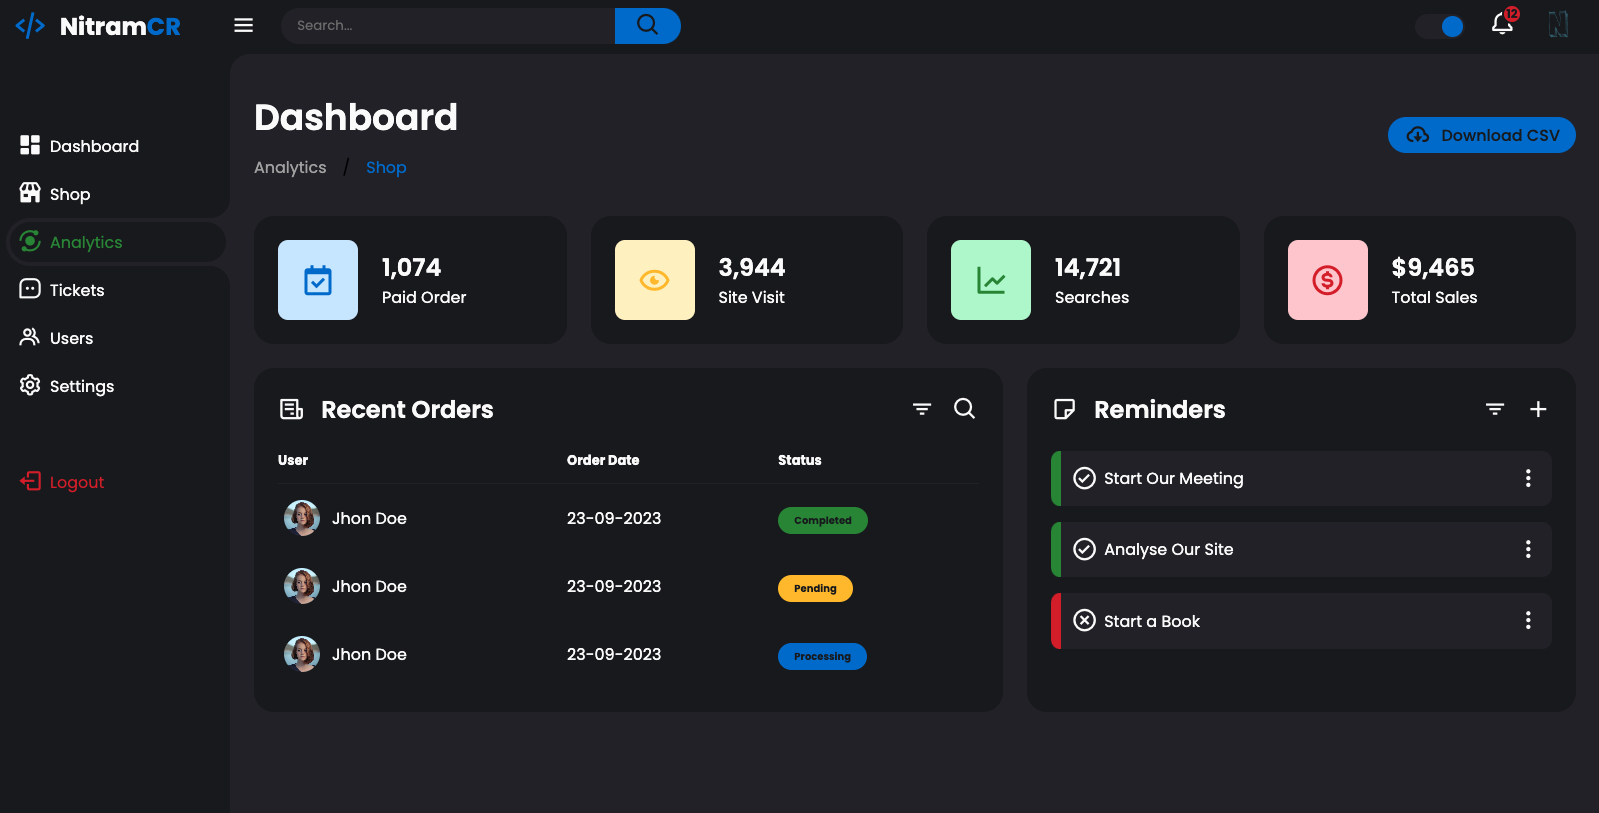 NitramCR
Search...
12
Dashboard
Shop
Analytics
Tickets
Users
Settings
Logout
Dashboard
Analytics / Shop
Download CSV
1,074
Paid Order
3,944
Site Visit
14,721
Searches
$9,465
Total Sales
Recent Orders
User Order Date Status
Jhon Doe 23-09-2023 Completed
Jhon Doe 23-09-2023 Pending
Jhon Doe 23-09-2023 Processing
Reminders
Start Our Meeting
Analyse Our Site
Start a Book